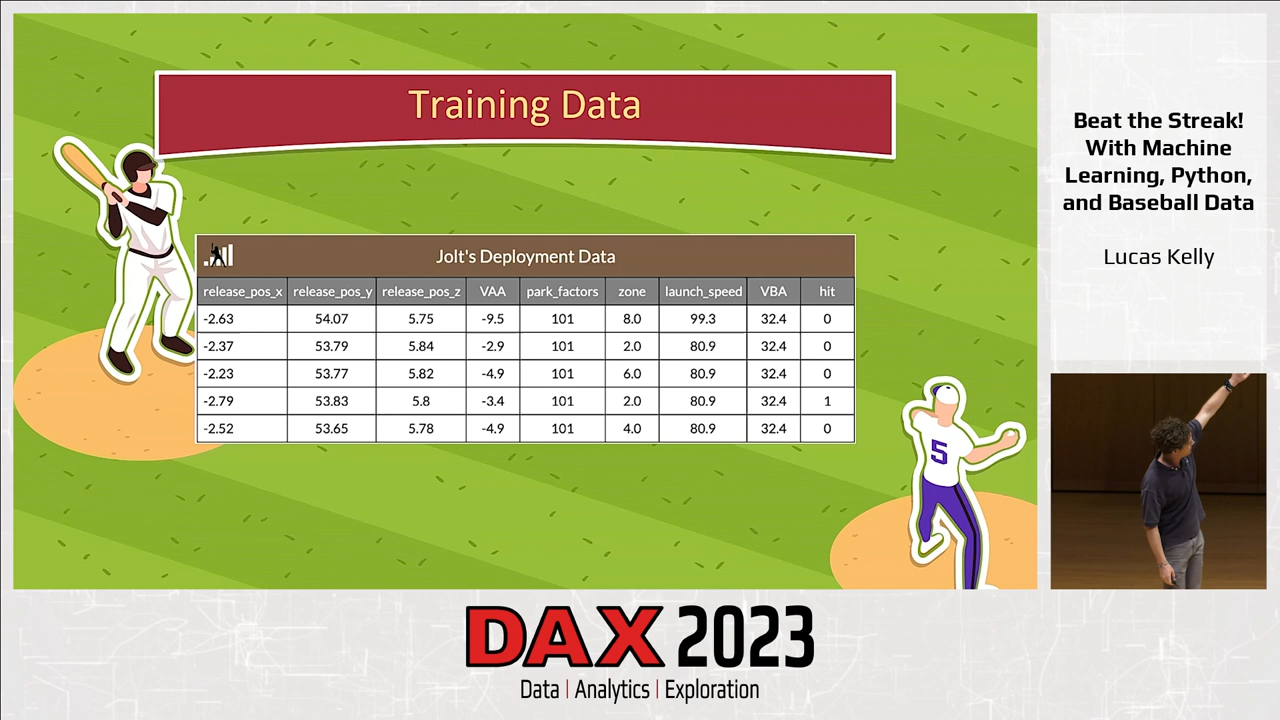 Training Data
Jolt's Deployment Data
release_pos_x release_pos_y release_pos_z VAA park_factors zone launch_speed VBA hit
-2.63 54.07 5.75 -9.5 101 8.0 99.3 32.4 0
-2.37 53.79 5.84 -2.9 101 2.0 80.9 32.4 0
-2.23 53.77 5.82 -4.9 101 6.0 80.9 32.4 0
-2.79 53.83 5.8 -3.4 101 2.0 80.9 32.4 1
-2.52 53.65 5.78 -4.9 101 4.0 80.9 32.4 0
5
Beat the Streak!
With Machine
Learning, Python,
and Baseball Data
Lucas Kelly
DAX 2023
Data | Analytics | Exploration